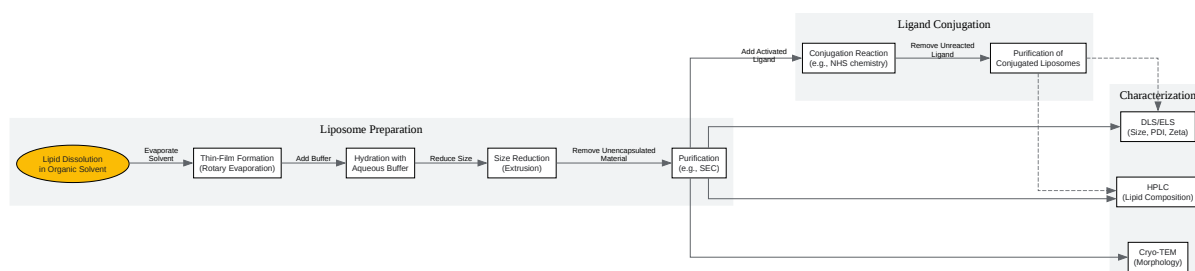 Ligand Conjugation
Add Activated
Ligand
Conjugation Reaction
(e.g., NHS chemistry)
Remove Unreacted
Ligand
Purification of
Conjugated Liposomes
Characterization
DLS/ELS
(Size, PDI, Zeta)
Liposome Preparation
Lipid Dissolution
in Organic Solvent
Evaporate
Solvent
Thin-Film Formation
(Rotary Evaporation)
Add Buffer
Hydration with
Aqueous Buffer
Reduce Size
Size Reduction
(Extrusion)
Remove Unencapsulated
Material
Purification
(e.g., SEC)
HPLC
(Lipid Composition)
Cryo-TEM
(Morphology)